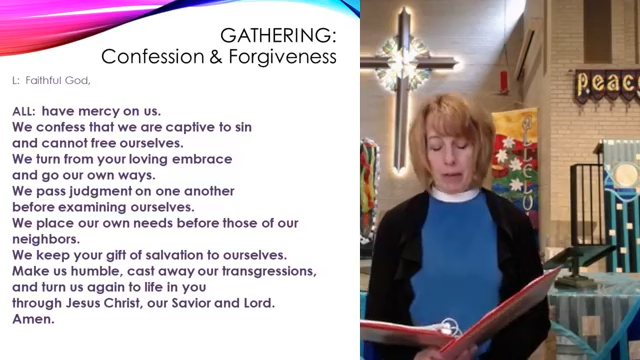 GATHERING:
Confession & Forgiveness
L: Faithful God,
ALL: have mercy on us.
We confess that we are captive to sin
and cannot free ourselves.
We turn from your loving embrace
and go our own ways.
We pass judgment on one another
before examining ourselves.
We place our own needs before those of our
neighbors.
We keep your gift of salvation to ourselves.
Make us humble, cast away our transgressions,
and turn us again to life in you
through Jesus Christ, our Savior and Lord.
Amen.